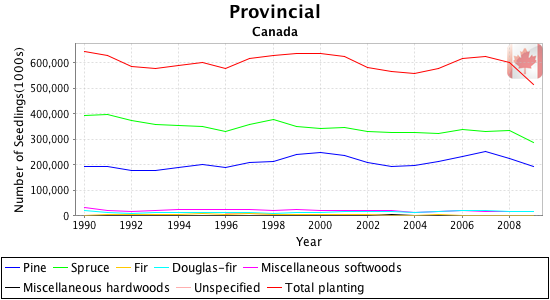 Provincial
Canada
Number of Seedlings(1000s)
600,000
500,000
400,000
300,000
200,000
100,000
0
1990 1992 1994 1996 1998 2000 2002 2004 2006 2008
Year
Pine Spruce Fir Douglas-fir Miscellaneous softwoods
Miscellaneous hardwoods Unspecified Total planting